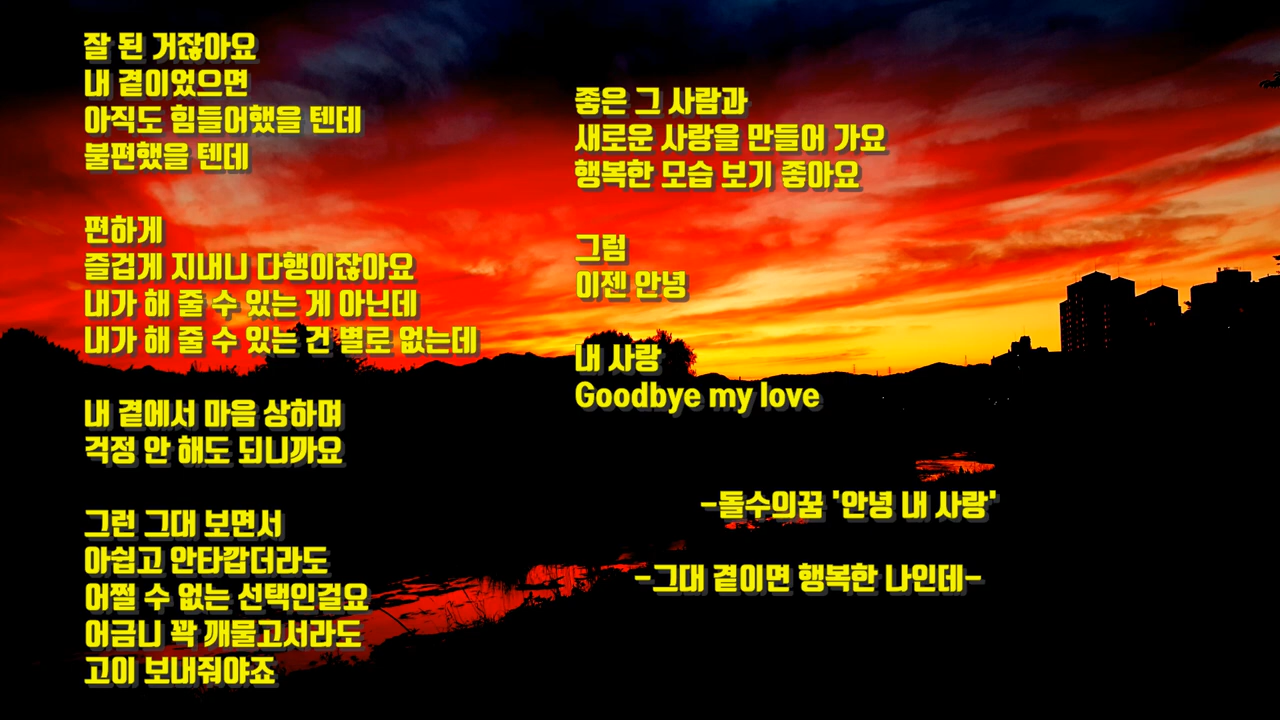 잘 된 거잖아요
내 곁이었으면
아직도 힘들어했을 텐데
불편했을 텐데
편하게
즐겁게 지내니 다행이잖아요
내가 해 줄 수 있는 게 아닌데
내가 해 줄 수 있는 건 별로 없는데
내 곁에서 마음 상하며
걱정 안 해도 되니까요
그런 그대 보면서
아쉽고 안타깝더라도
어쩔 수 없는 선택인걸요
어금니 꽉 깨물고서라도
고이 보내줘야죠
좋은 그 사람과
새로운 사랑을 만들어 가요
행복한 모습 보기 좋아요
그럼
이젠 안녕
내 사랑
Goodbye my love
-돌수의꿈 '안녕 내 사랑'
-그대 곁이면 행복한 나인데-